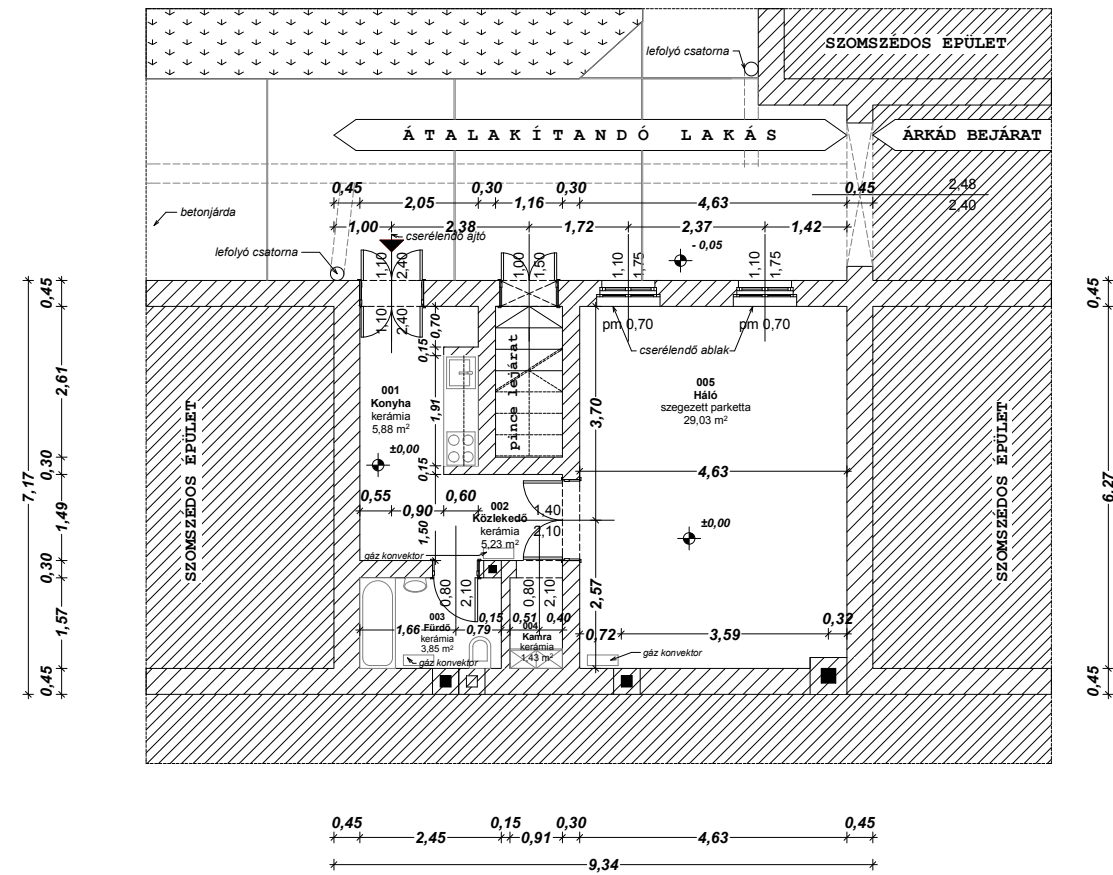 lefolyó csatorna
SZOMSZÉDOS EPÜLET
ÁTALAKÍTANDÓ LAKÁS
ÁRKÁD BEJÁRAT
0,45
0,30
0,30
0,45
2,48
2,05
1,16
4,63
2,40
betonjárda
1,00
2,38
1,72
2,37
1,42
cserélendő ajtó
- 0,05
lefolyó csatorna
1,10
2,40
1,00
1,50
1,10
1,75
1,10
1,75
0,45
0,45
1,10
2,40
0,70
pm 0,70
pm 0,70
0,15
cserélendő ablak
pince lejárat
2,61
001
Konyha
kerámia
5,88 m²
1,91
3,70
005
Háló
szegezett parketta
29,03 m²
SZOMSZÉDOS EPÜLET
SZOMSZÉDOS EPÜLET
±0,00
0,15
4,63
0,30
7,17
6,27
0,55
0,90
0,60
002
Közlekedő
kerámia
5,23 m²
1,40
2,10
1,49
1,50
±0,00
gáz konvektor
0,30
0,80
2,10
0,80
2,10
2,57
1,57
003
Fürdő
kerámia
3,85 m²
1,66
0,79
0,15
0,51
0,40
004
Kamra
kerámia
1,43 m²
0,72
3,59
0,32
gáz konvektor
gáz konvektor
0,45
0,45
0,45
2,45
0,15
0,91
0,30
4,63
0,45
9,34